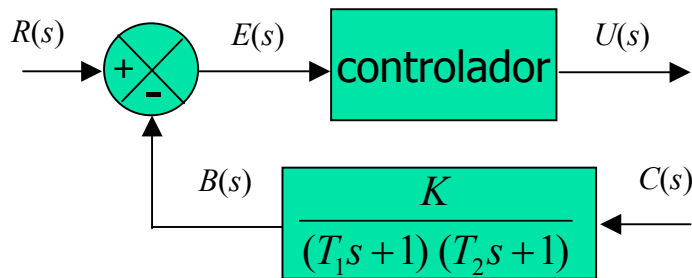 R(s) E(s) U(s)
+
-
controlador
B(s) C(s)
K
(T₁s+1) (T₂s+1)